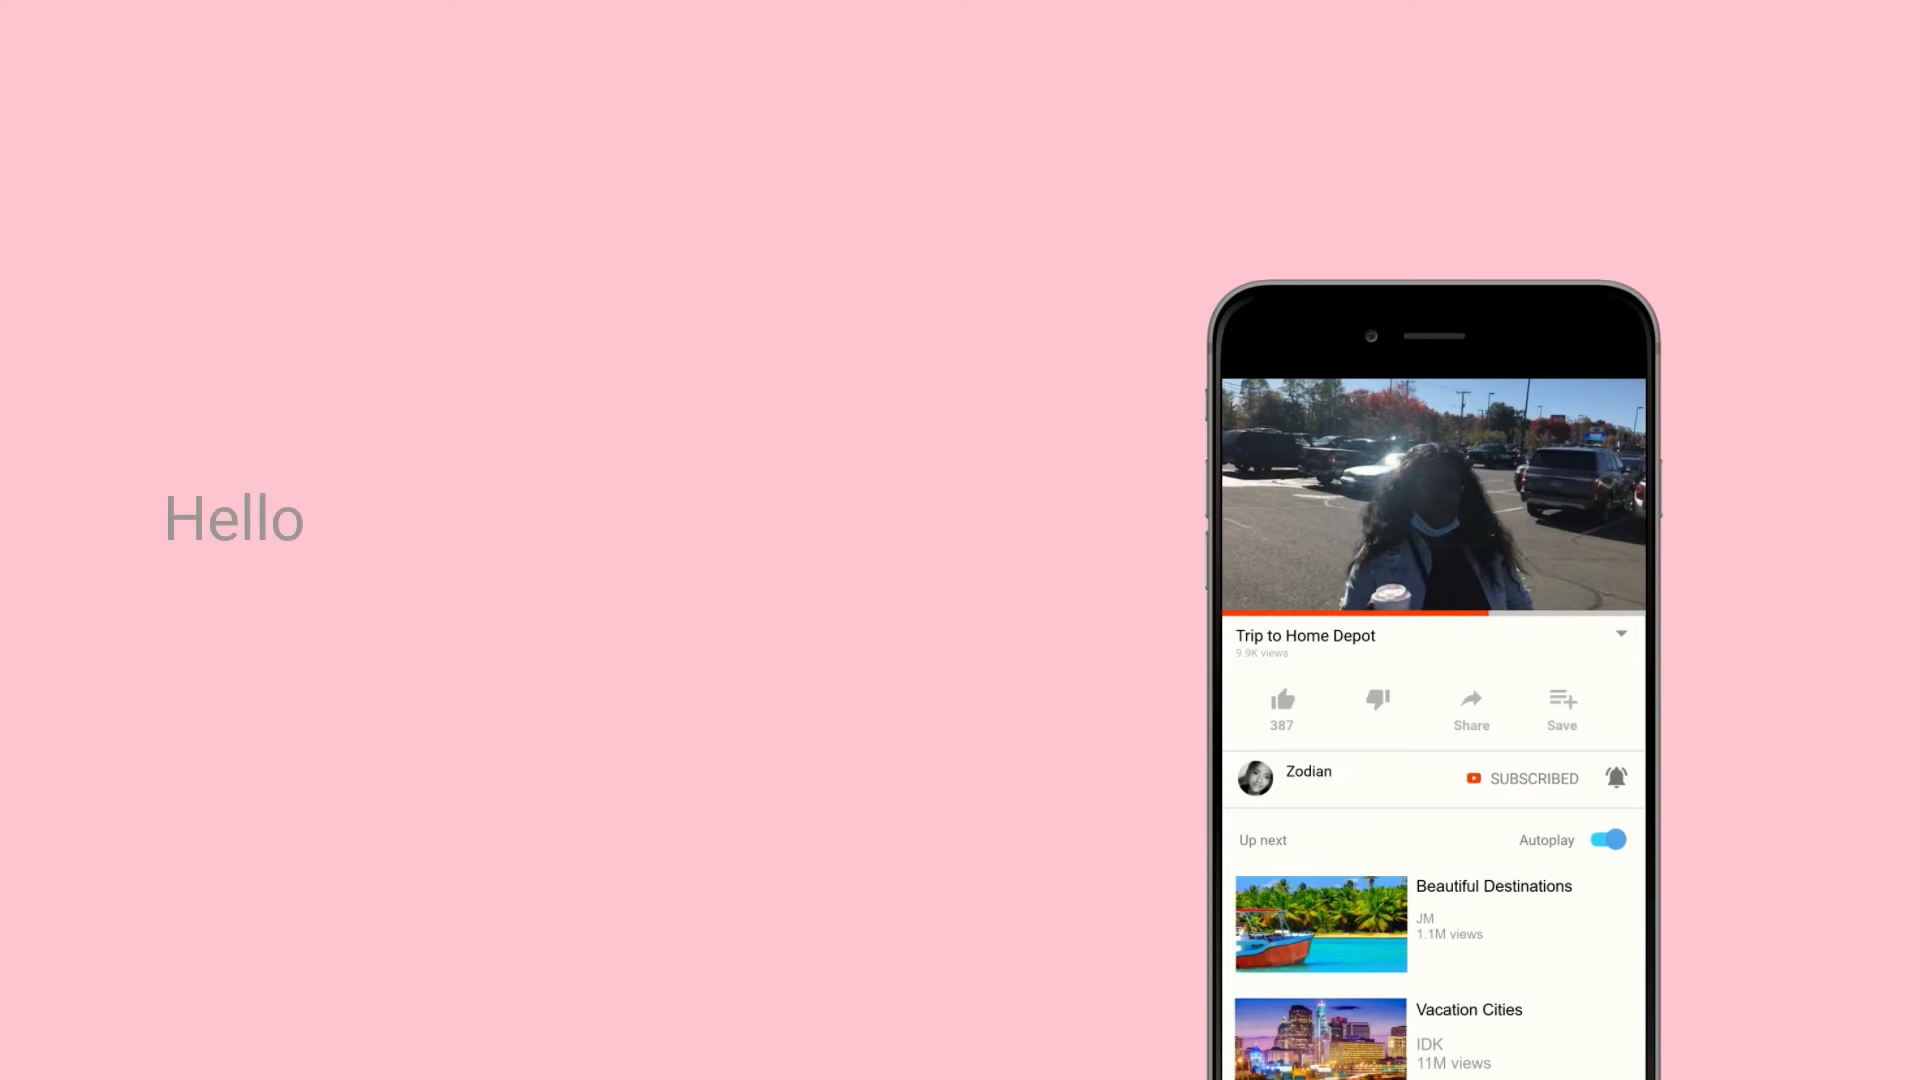 Hello
Trip to Home Depot
9.9K views
387
Share
Save
Zodian
SUBSCRIBED
Up next
Autoplay
Beautiful Destinations
JM
1.1M views
Vacation Cities
IDK
11M views